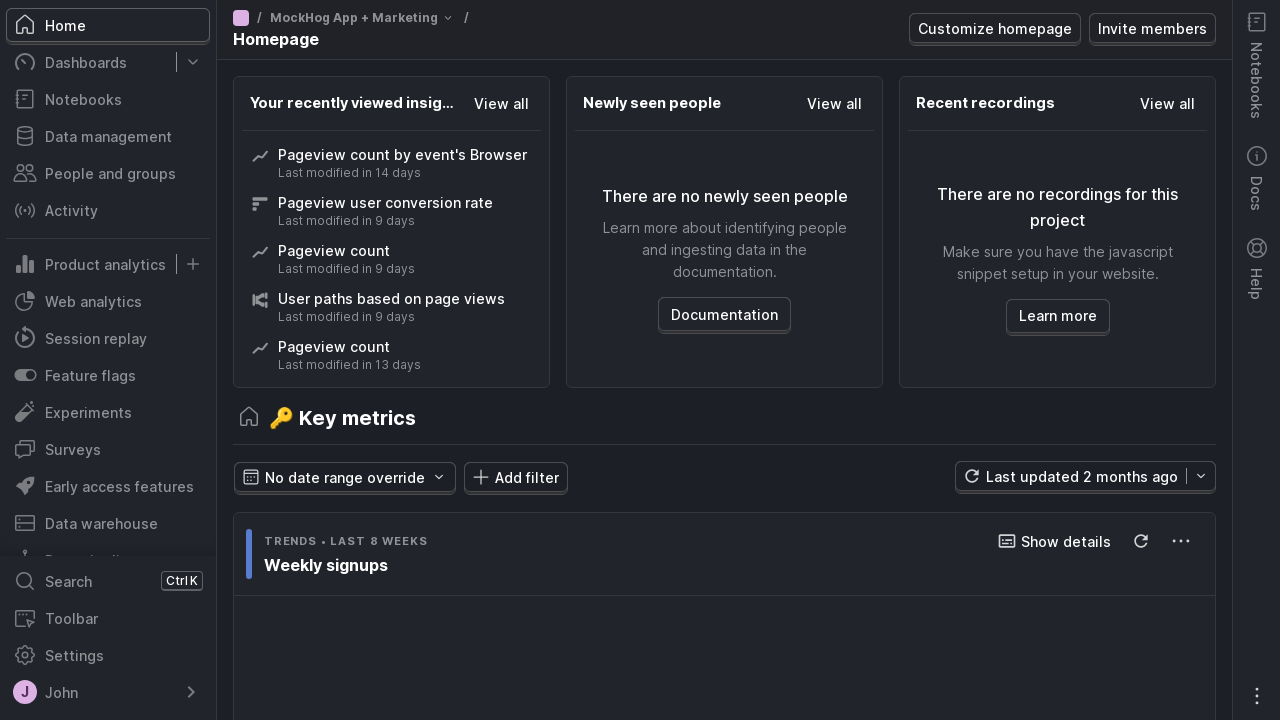 Home
Dashboards
Notebooks
Data management
People and groups
Activity
Product analytics
Web analytics
Session replay
Feature flags
Experiments
Surveys
Early access features
Data warehouse
Search
Ctrl K
Toolbar
Settings
J
John
/ MockHog App + Marketing /
Homepage
Customize homepage
Invite members
Your recently viewed insig...
View all
Pageview count by event's Browser
Last modified in 14 days
Pageview user conversion rate
Last modified in 9 days
Pageview count
Last modified in 9 days
User paths based on page views
Last modified in 9 days
Pageview count
Last modified in 13 days
Newly seen people
View all
There are no newly seen people
Learn more about identifying people
and ingesting data in the
documentation.
Documentation
Recent recordings
View all
There are no recordings for this
project
Make sure you have the javascript
snippet setup in your website.
Learn more
🔑 Key metrics
No date range override
Add filter
Last updated 2 months ago
TRENDS • LAST 8 WEEKS
Show details
Weekly signups
Notebooks
Docs
Help